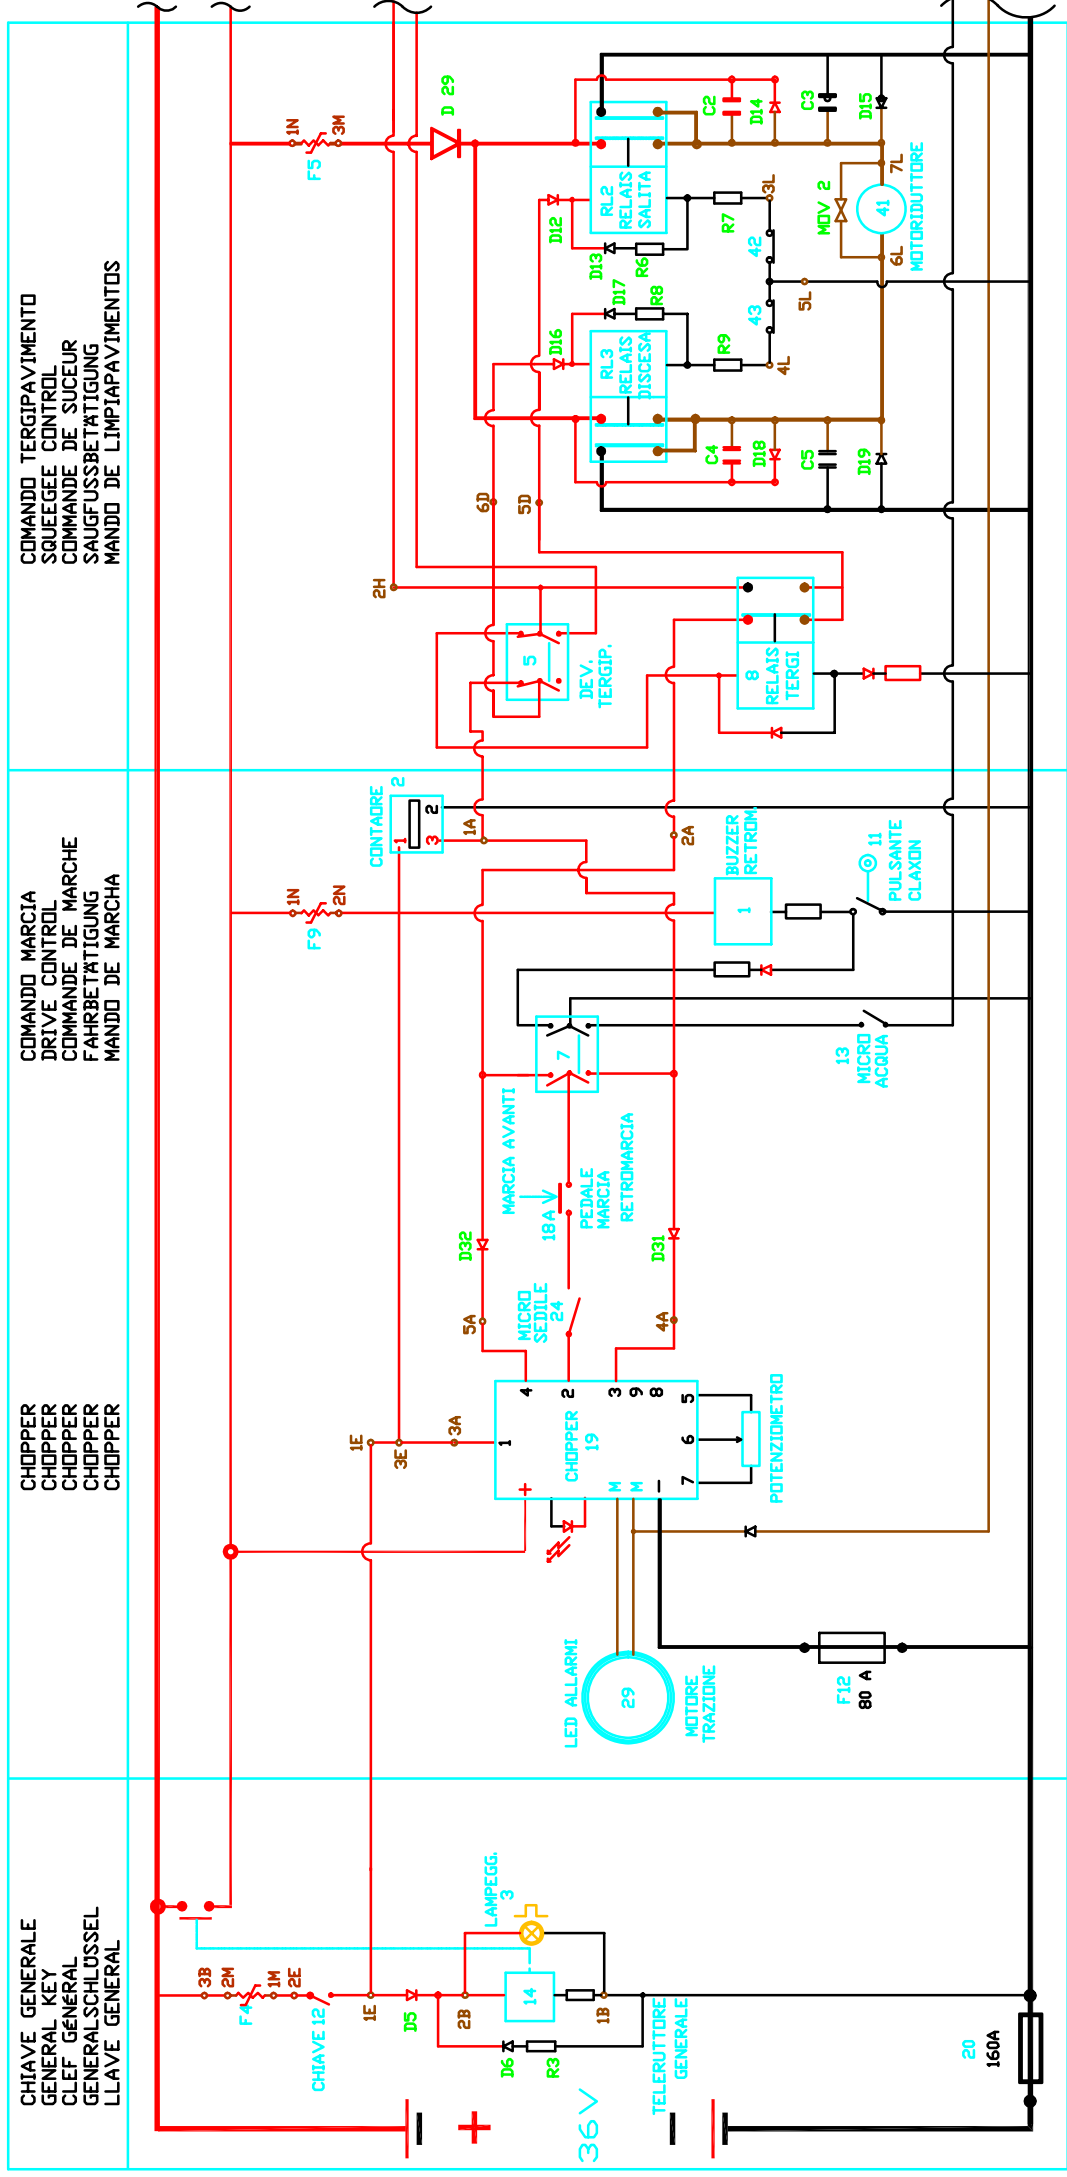 CHIAVE GENERALE
GENERAL KEY
CLEF GÉNÉRAL
GENERALSCHLÜSSEL
LLAVE GENERAL
CHOPPER
CHOPPER
CHOPPER
CHOPPER
CHOPPER
COMANDO MARCIA
DRIVE CONTROL
COMMANDE DE MARCHE
FAHRBETÄTIGUNG
MANDO DE MARCHA
COMANDO TERGIPAVIMENTO
SQUEEGEE CONTROL
COMMANDE DE SUCEUR
SAUGFUSSBETÄTIGUNG
MANDO DE LIMPIAPAVIMENTOS
3B
2M
F4
1M
2E
CHIAVE 12
1E
D5
2B
LAMPEGG.
3
14
1B
D6
R3
TELERUTTORE
GENERALE
+
36V
20
160A
1E
3E
3A
1
CHOPPER
19
+
4
2
3
9
8
M
M
-
7
6
5
POTENZIOMETRO
LED ALLARMI
29
MOTORE
TRAZIONE
F12
80 A
5A
D32
MICRO
SEDILE
24
4A
D31
MARCIA AVANTI
18A
PEDALE
MARCIA
RETROMARCIA
7
13
MICRO
ACQUA
1N
F9
2N
CONTAORE
2
1
3
2
1A
2A
BUZZER
RETROM.
1
11
PULSANTE
CLAXON
2H
5
DEV.
TERGIP.
8
RELAIS
TERGI
6D
5D
1N
F5
3M
D 29
D16
D17
R8
RL3
RELAIS
DISCESA
R9
4L
43
C4
D18
C5
D19
D12
D13
R6
RL2
RELAIS
SALITA
R7
3L
42
5L
C2
D14
C3
D15
MOV 2
6L
41
7L
MOTORIDUTTORE